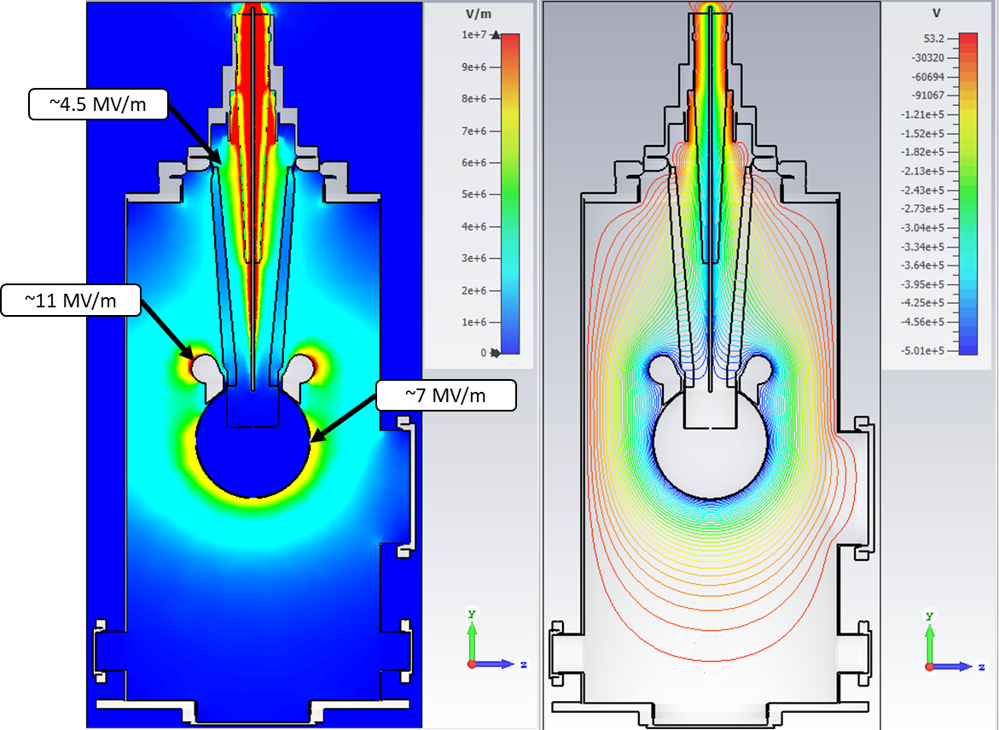 V/m
1e+7
9e+6
8e+6
7e+6
6e+6
5e+6
4e+6
3e+6
2e+6
1e+6
0
~4.5 MV/m
~11 MV/m
~7 MV/m
y
z
V
53.2
-30320
-60694
-91067
-1.21e+5
-1.52e+5
-1.82e+5
-2.13e+5
-2.43e+5
-2.73e+5
-3.04e+5
-3.34e+5
-3.64e+5
-3.95e+5
-4.25e+5
-4.56e+5
-5.01e+5
y
z